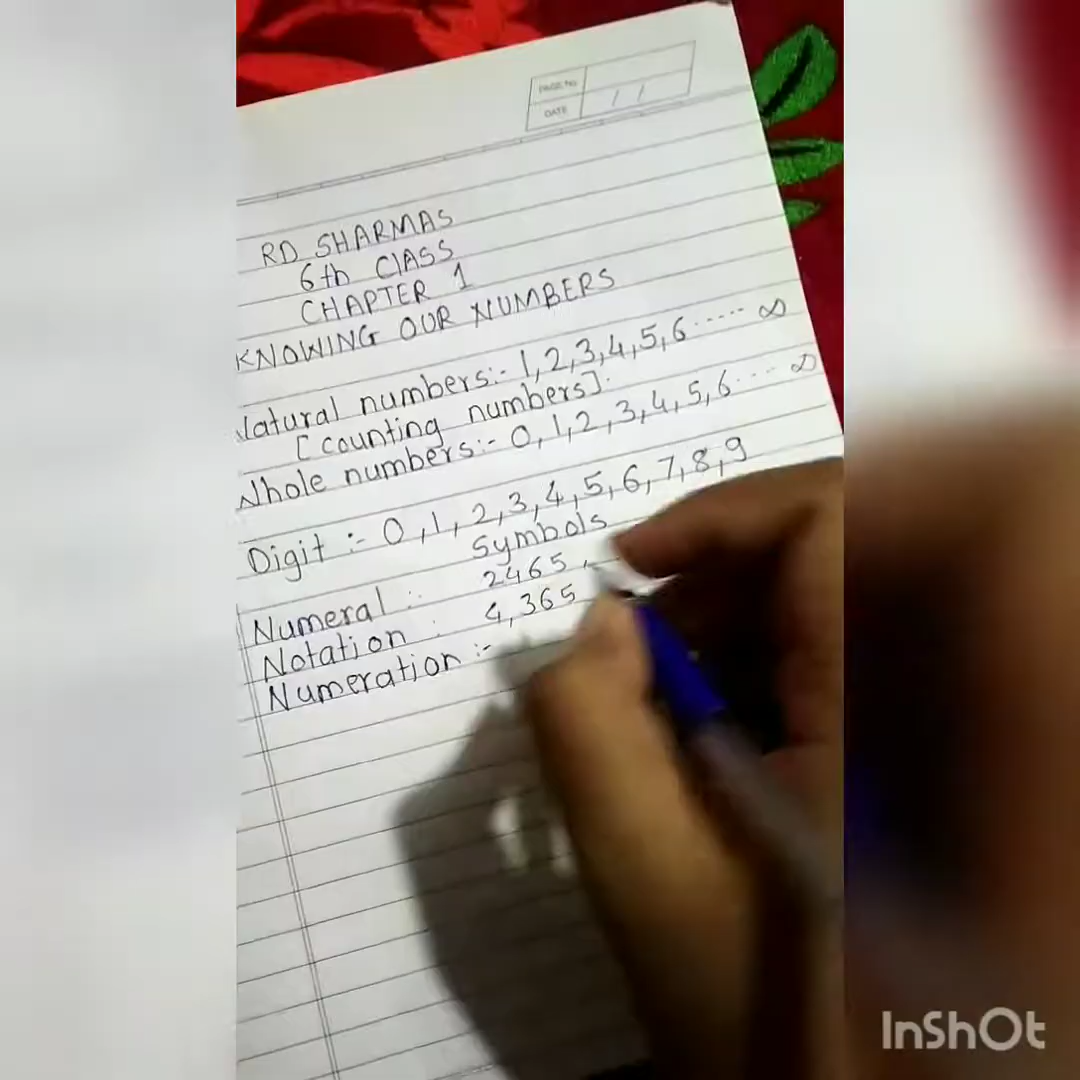 PAGE No
DATE / /
RD SHARMAS
6th ClASS
CHAPTER 1
KNOWING OUR NUMBERS
Natural numbers:- 1,2,3,4,5,6 ..... ∞
[counting numbers].
Whole numbers:- 0,1,2,3,4,5,6 .... ∞
Digit :- 0,1,2,3,4,5,6,7,8,9
Symbols
Numeral : 2465,
Notation : 4,365
Numeration :-
InShOt